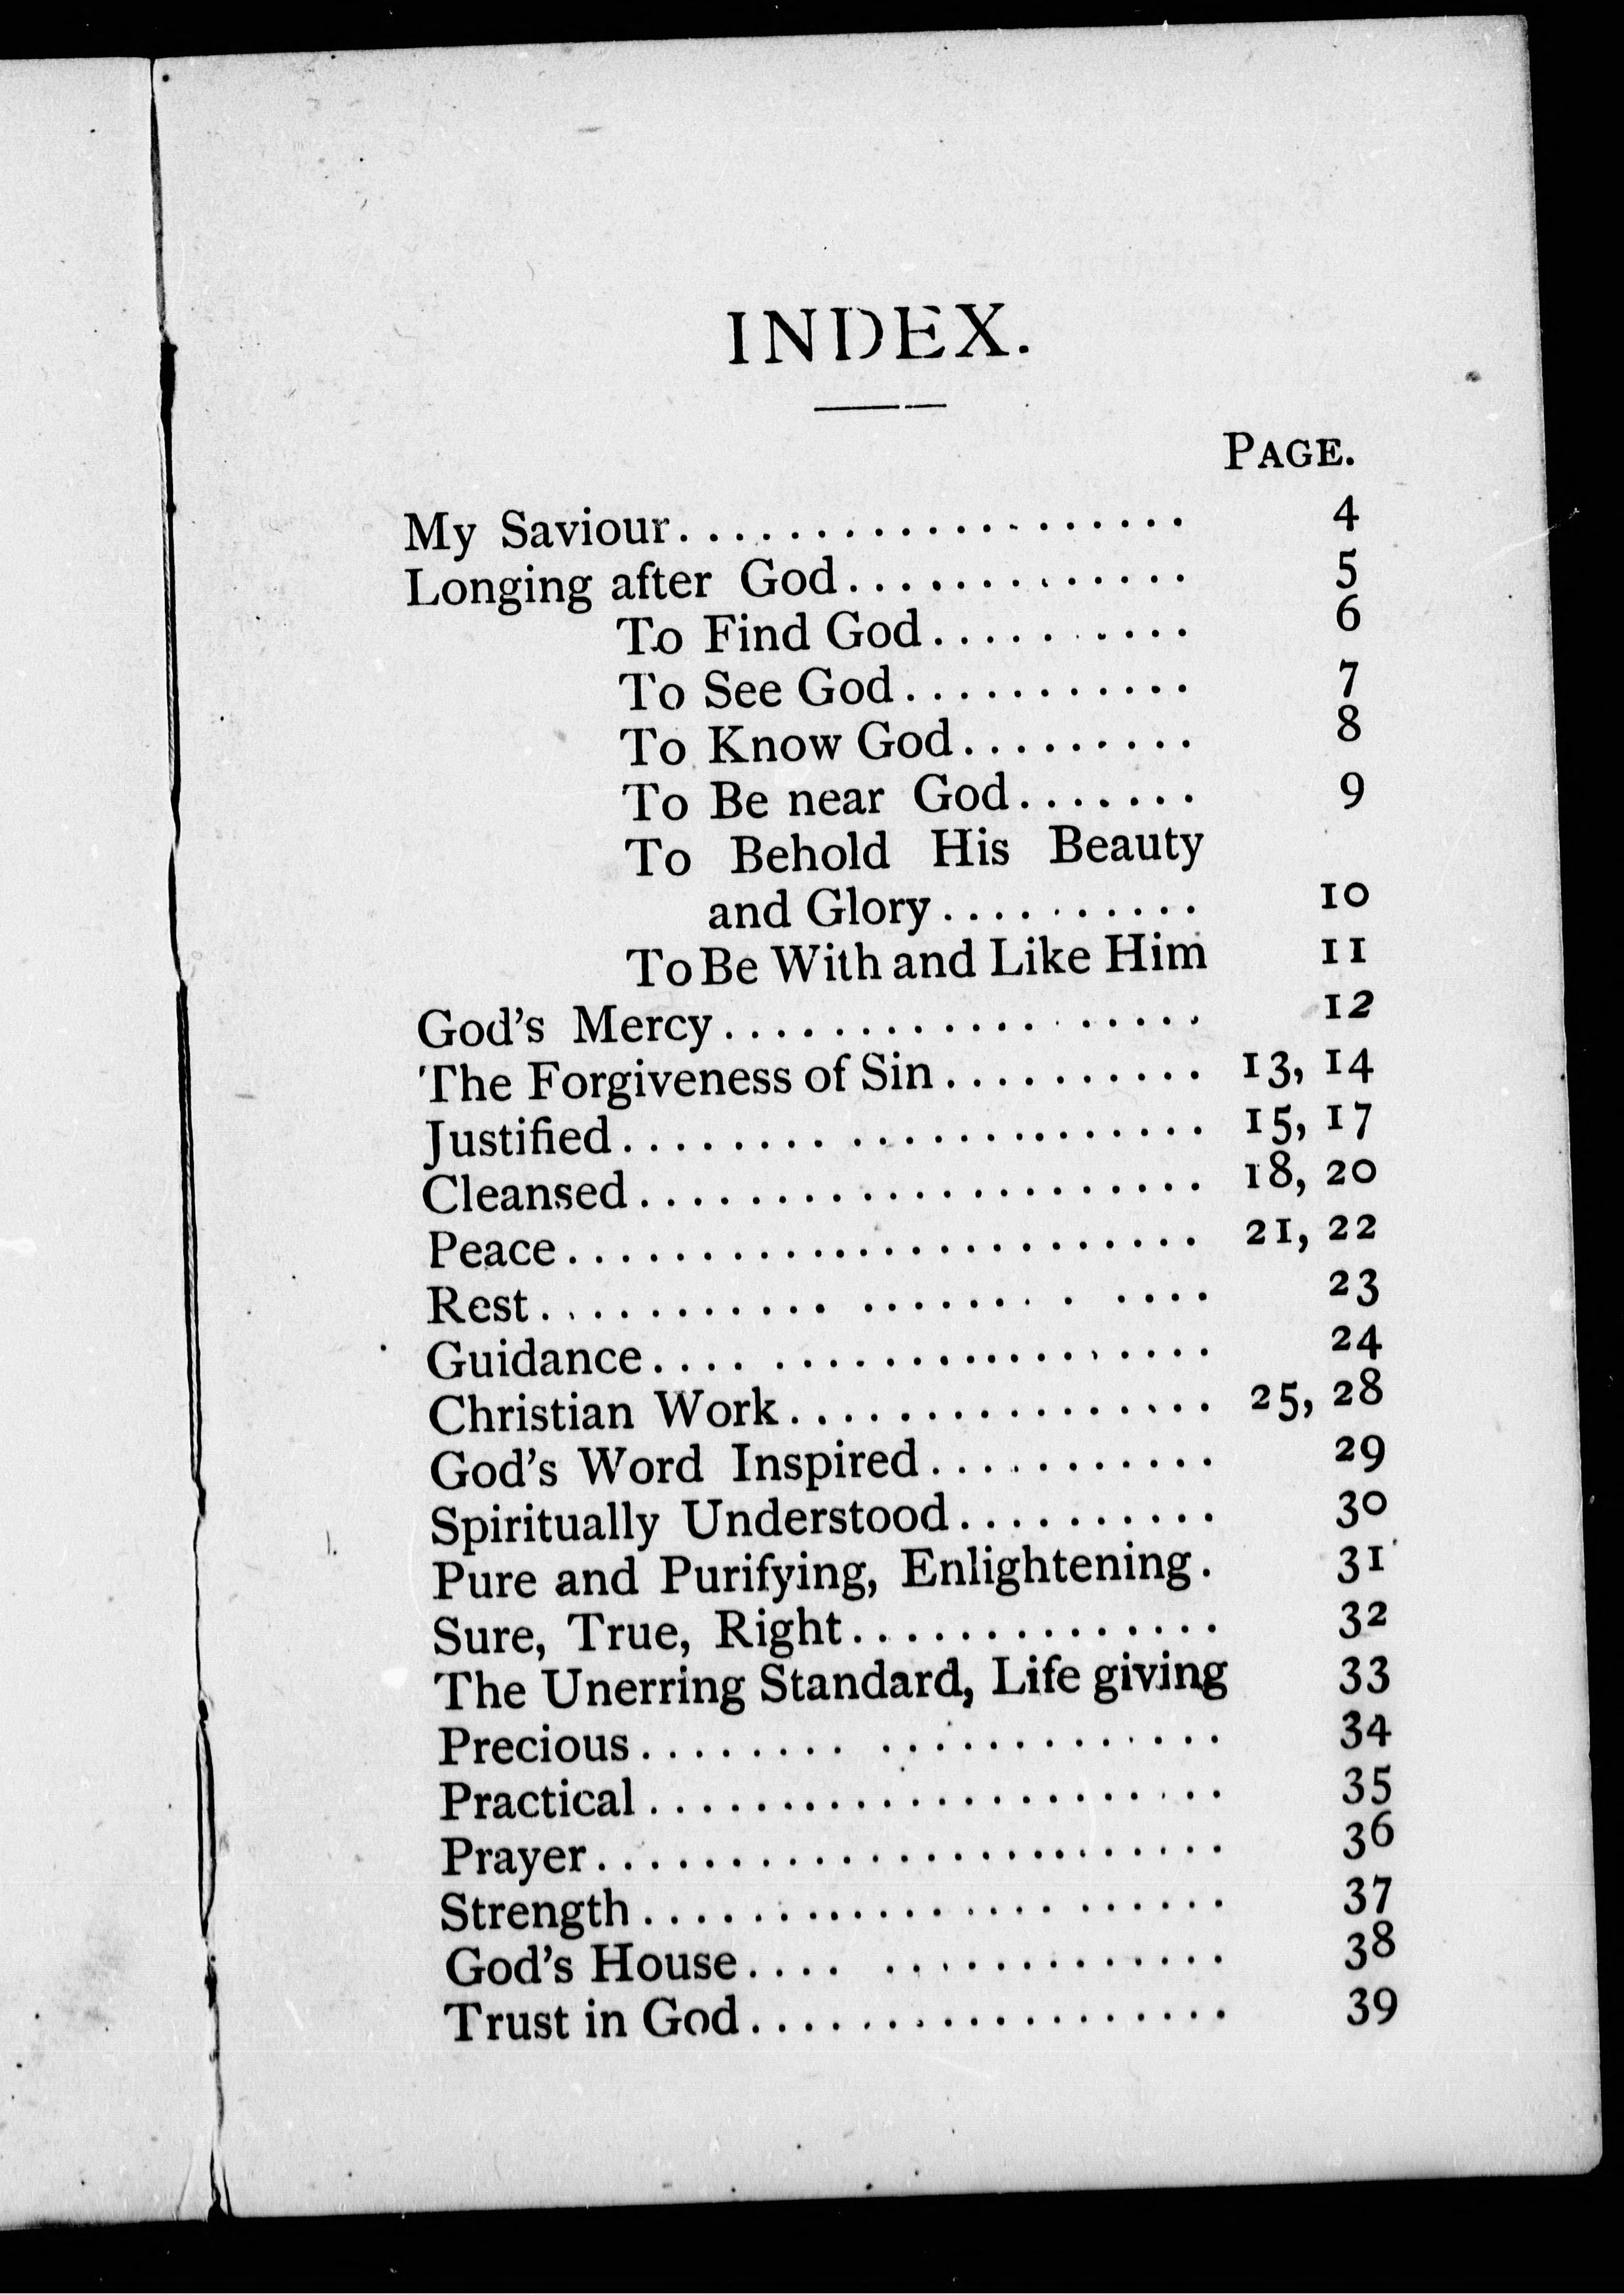 INDEX.
PAGE.
My Saviour.................... 4
Longing after God............. 5
To Find God.......... 6
To See God........... 7
To Know God......... 8
To Be near God....... 9
To Behold His Beauty
and Glory.......... 10
To Be With and Like Him 11
God's Mercy.................. 12
The Forgiveness of Sin.......... 13, 14
Justified...................... 15, 17
Cleansed..................... 18, 20
Peace........................ 21, 22
Rest......................... 23
Guidance.................... 24
Christian Work................ 25, 28
God's Word Inspired........... 29
Spiritually Understood.......... 30
Pure and Purifying, Enlightening. 31
Sure, True, Right.............. 32
The Unerring Standard, Life giving 33
Precious..................... 34
Practical...................... 35
Prayer........................ 36
Strength..................... 37
God's House................. 38
Trust in God.................. 39